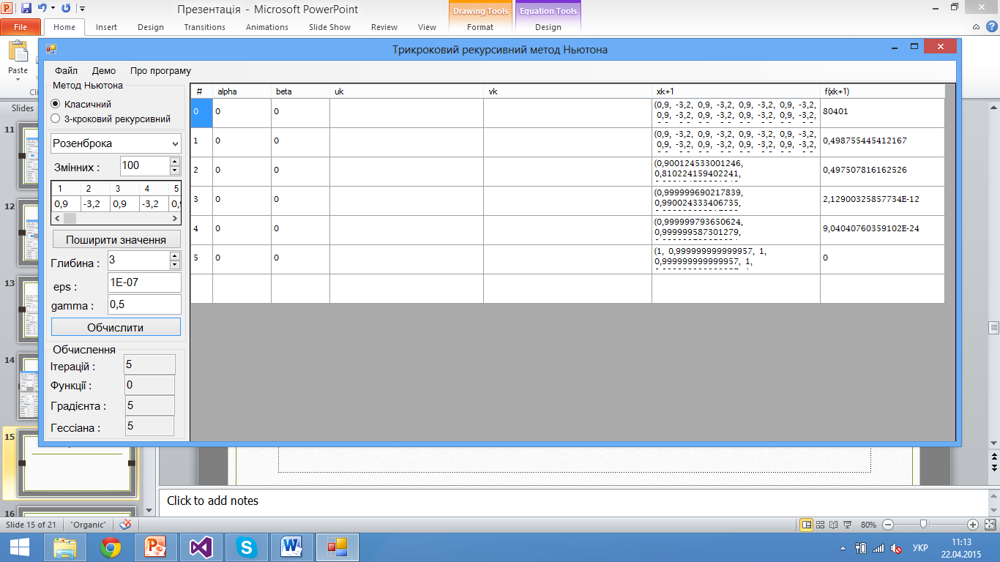 Презентація - Microsoft PowerPoint
Drawing Tools
Equation Tools
File
Home
Insert
Design
Transitions
Animations
Slide Show
Review
View
Format
Design
Paste
Slides
11
12
13
14
15
16
Трикроковий рекурсивний метод Ньютона
Файл Демо Про програму
Метод Ньютона
Класичний
3-кроковий рекурсивний
Розенброка
Змінних : 100
1 2 3 4 5
0,9 -3,2 0,9 -3,2
Поширити значення
Глибина : 3
eps : 1E-07
gamma : 0,5
Обчислити
Обчислення
Ітерацій : 5
Функції : 0
Градієнта : 5
Гессіана : 5
# alpha beta uk vk xk+1 f(xk+1)
0 0 0 (0,9, -3,2, 0,9, -3,2, 0,9, -3,2, 0,9, -3,2, 80401
0,9, -3,2, 0,9, -3,2, 0,9, -3,2, 0,9, -3,2,
1 0 0 (0,9, -3,2, 0,9, -3,2, 0,9, -3,2, 0,9, -3,2, 0,498755445412167
0,9, -3,2, 0,9, -3,2, 0,9, -3,2, 0,9, -3,2,
2 0 0 (0,900124533001246, 0,497507816162526
0,810224159402241,
3 0 0 (0,999999690217839, 2,12900325857734E-12
0,990024333406735,
4 0 0 (0,999999793650624, 9,04040760359102E-24
0,999999587301279,
5 0 0 (1, 0,999999999999957, 1, 0
0,999999999999957, 1,
Click to add notes
Slide 15 of 21
"Organic"
80%
УКР
11:13
22.04.2015